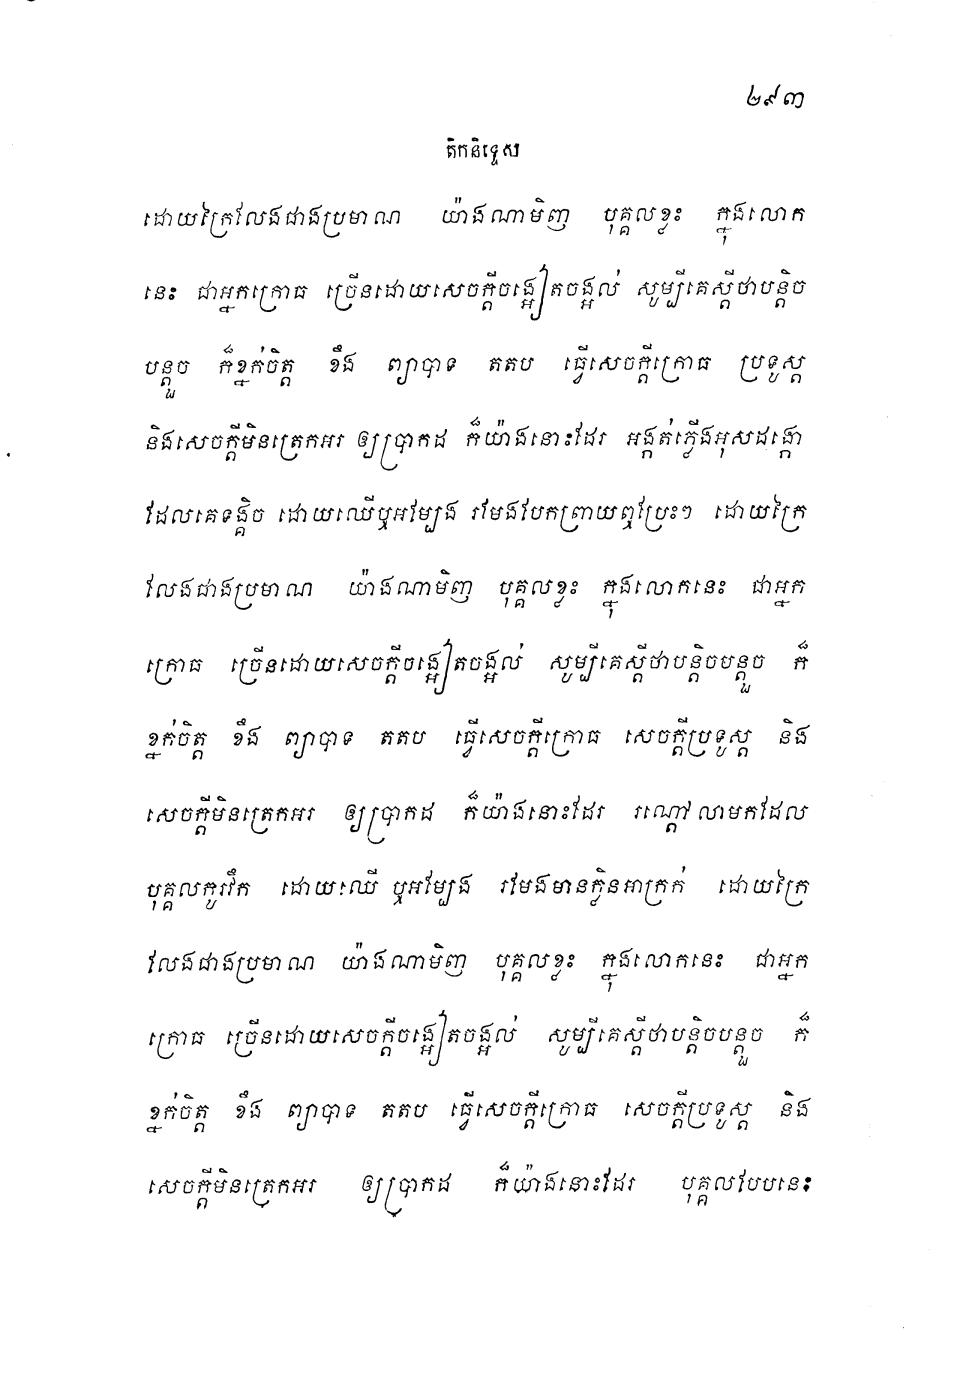 ២៩៣
តិកនិទ្ទេស
ដោយក្រៃលែងជាងប្រមាណ យ៉ាងណាមិញ បុគ្គលខ្លះ ក្នុងលោក
នេះ ជាអ្នកក្រោធ ច្រើនដោយសេចក្តីចង្អៀតចង្អល់ សូម្បីគេស្តីថាបន្តិច
បន្តួច ក៏ខ្នក់ចិត្ត ខឹង ព្យាបាទ តតប ធ្វើសេចក្តីក្រោធ ប្រទូស្ត
និងសេចក្តីមិនត្រេកអរ ឲ្យប្រាកដ ក៏យ៉ាងនោះដែរ អង្កត់ភ្លើងអុសដង្កោ
ដែលគេទង្គិច ដោយឈើឬអម្បែង រមែងបែកព្រាយឮប្រែះៗ ដោយក្រៃ
លែងជាងប្រមាណ យ៉ាងណាមិញ បុគ្គលខ្លះ ក្នុងលោកនេះ ជាអ្នក
ក្រោធ ច្រើនដោយសេចក្តីចង្អៀតចង្អល់ សូម្បីគេស្តីថាបន្តិចបន្តួច ក៏
ខ្នក់ចិត្ត ខឹង ព្យាបាទ តតប ធ្វើសេចក្តីក្រោធ សេចក្តីប្រទូស្ត និង
សេចក្តីមិនត្រេកអរ ឲ្យប្រាកដ ក៏យ៉ាងនោះដែរ រណ្តៅលាមកដែល
បុគ្គលកូរវឹក ដោយឈើ ឬអម្បែង រមែងមានក្លិនអាក្រក់ ដោយក្រៃ
លែងជាងប្រមាណ យ៉ាងណាមិញ បុគ្គលខ្លះ ក្នុងលោកនេះ ជាអ្នក
ក្រោធ ច្រើនដោយសេចក្តីចង្អៀតចង្អល់ សូម្បីគេស្តីថាបន្តិចបន្តួច ក៏
ខ្នក់ចិត្ត ខឹង ព្យាបាទ តតប ធ្វើសេចក្តីក្រោធ សេចក្តីប្រទូស្ត និង
សេចក្តីមិនត្រេកអរ ឲ្យប្រាកដ ក៏យ៉ាងនោះដែរ បុគ្គលបែបនេះ